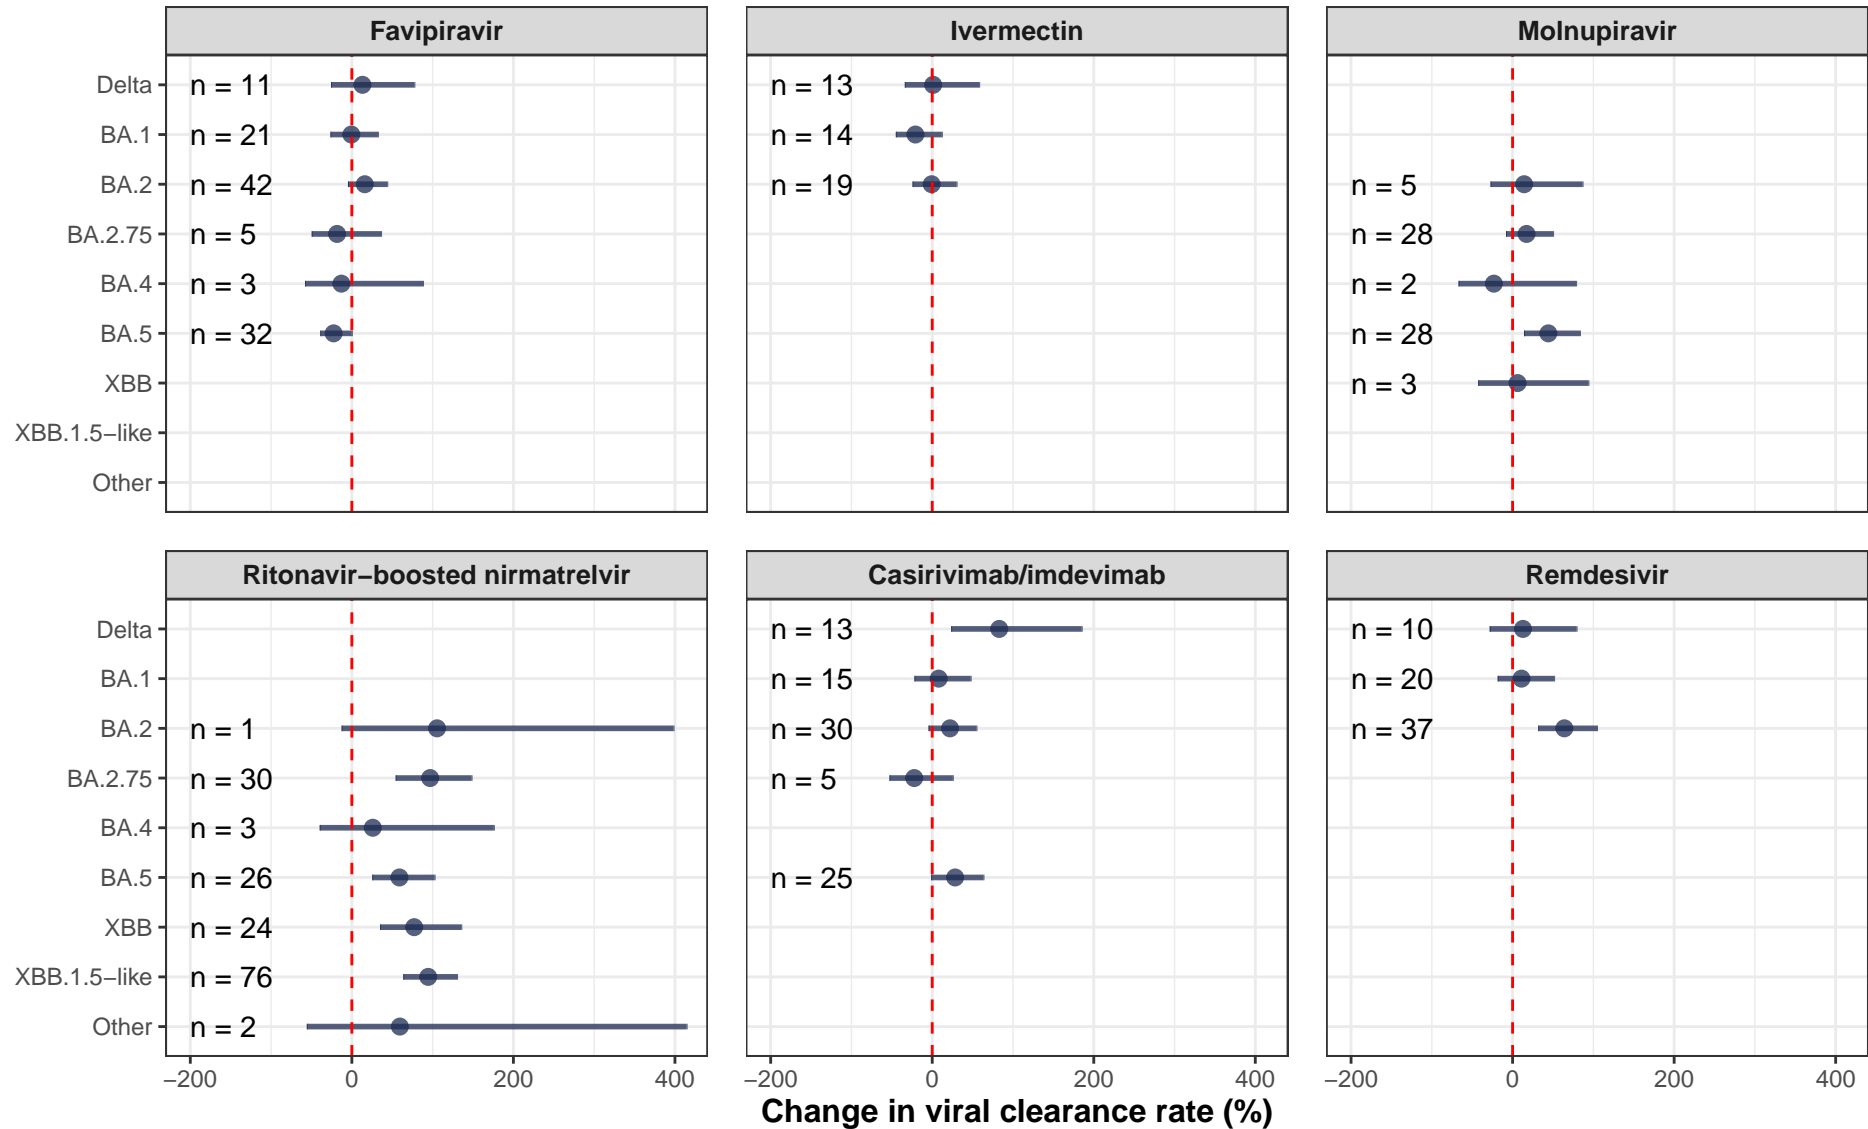 Favipiravir
Ivermectin
Molnupiravir
Delta n = 11 n = 13
BA.1 n = 21 n = 14
BA.2 n = 42 n = 19 n = 5
BA.2.75 n = 5 n = 28
BA.4 n = 3 n = 2
BA.5 n = 32 n = 28
XBB n = 3
XBB.1.5−like
Other
Ritonavir−boosted nirmatrelvir
Casirivimab/imdevimab
Remdesivir
Delta n = 13 n = 10
BA.1 n = 15 n = 20
BA.2 n = 1 n = 30 n = 37
BA.2.75 n = 30 n = 5
BA.4 n = 3
BA.5 n = 26 n = 25
XBB n = 24
XBB.1.5−like n = 76
Other n = 2
−200 0 200 400 −200 0 200 400 −200 0 200 400
Change in viral clearance rate (%)